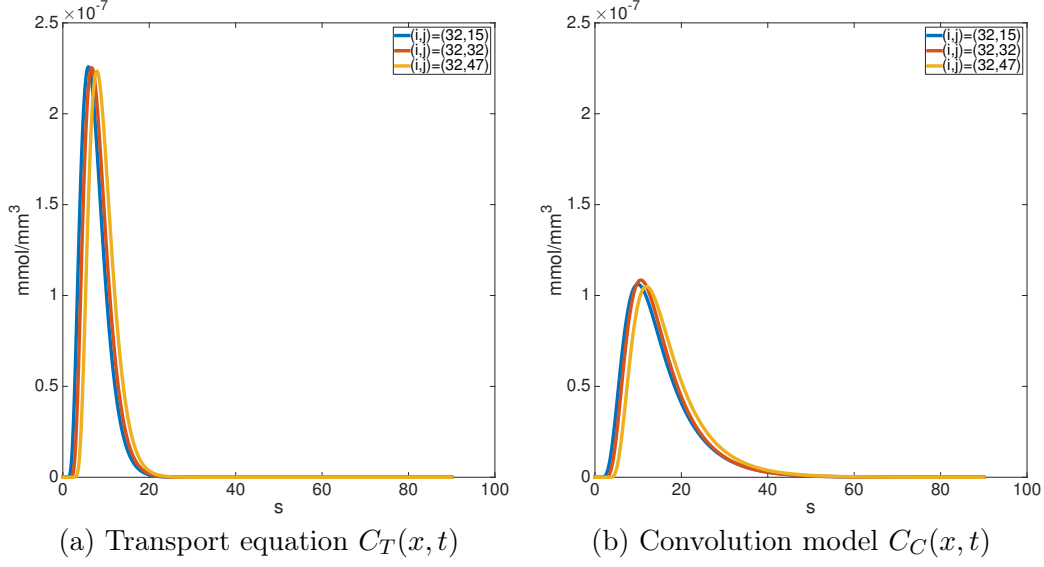 ×10⁻⁷
2.5
2
1.5
1
0.5
0
mmol/mm³
0 20 40 60 80 100
s
(i,j)=(32,15)
(i,j)=(32,32)
(i,j)=(32,47)
(a) Transport equation C_T(x, t)
×10⁻⁷
2.5
2
1.5
1
0.5
0
mmol/mm³
0 20 40 60 80 100
s
(i,j)=(32,15)
(i,j)=(32,32)
(i,j)=(32,47)
(b) Convolution model C_C(x, t)